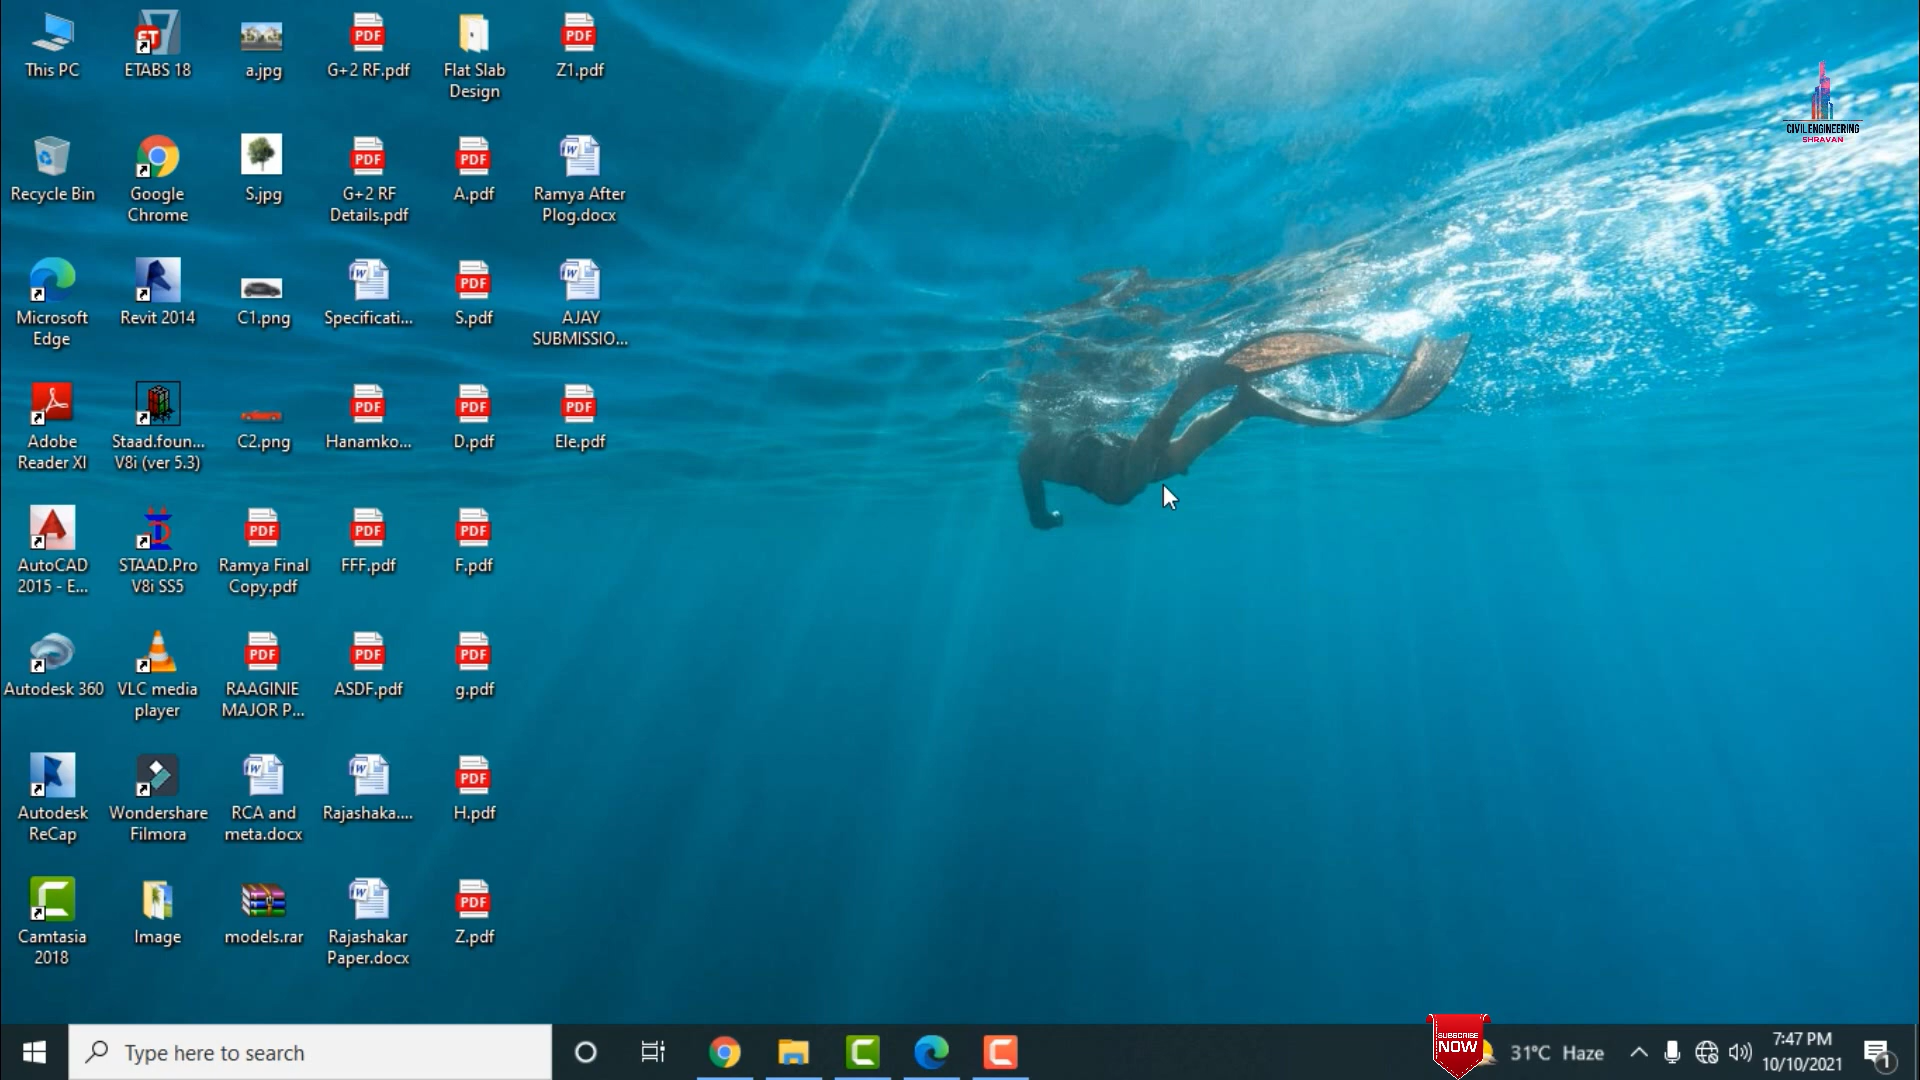 This PC
ETABS 18
a.jpg
G+2 RF.pdf
Flat Slab
Design
Z1.pdf
Recycle Bin
Google
Chrome
S.jpg
G+2 RF
Details.pdf
A.pdf
Ramya After
Plog.docx
Microsoft
Edge
Revit 2014
C1.png
Specificati...
S.pdf
AJAY
SUBMISSIO...
Adobe
Reader XI
Staad.foun...
V8i (ver 5.3)
C2.png
Hanamko...
D.pdf
Ele.pdf
AutoCAD
2015 - E...
STAAD.Pro
V8i SS5
Ramya Final
Copy.pdf
FFF.pdf
F.pdf
Autodesk 360
VLC media
player
RAAGINIE
MAJOR P...
ASDF.pdf
g.pdf
Autodesk
ReCap
Wondershare
Filmora
RCA and
meta.docx
Rajashaka....
H.pdf
Camtasia
2018
Image
models.rar
Rajashakar
Paper.docx
Z.pdf
CIVILENGINEERING
SHRAVAN
Type here to search
SUBSCRIBE
NOW
31°C Haze
7:47 PM
10/10/2021
1